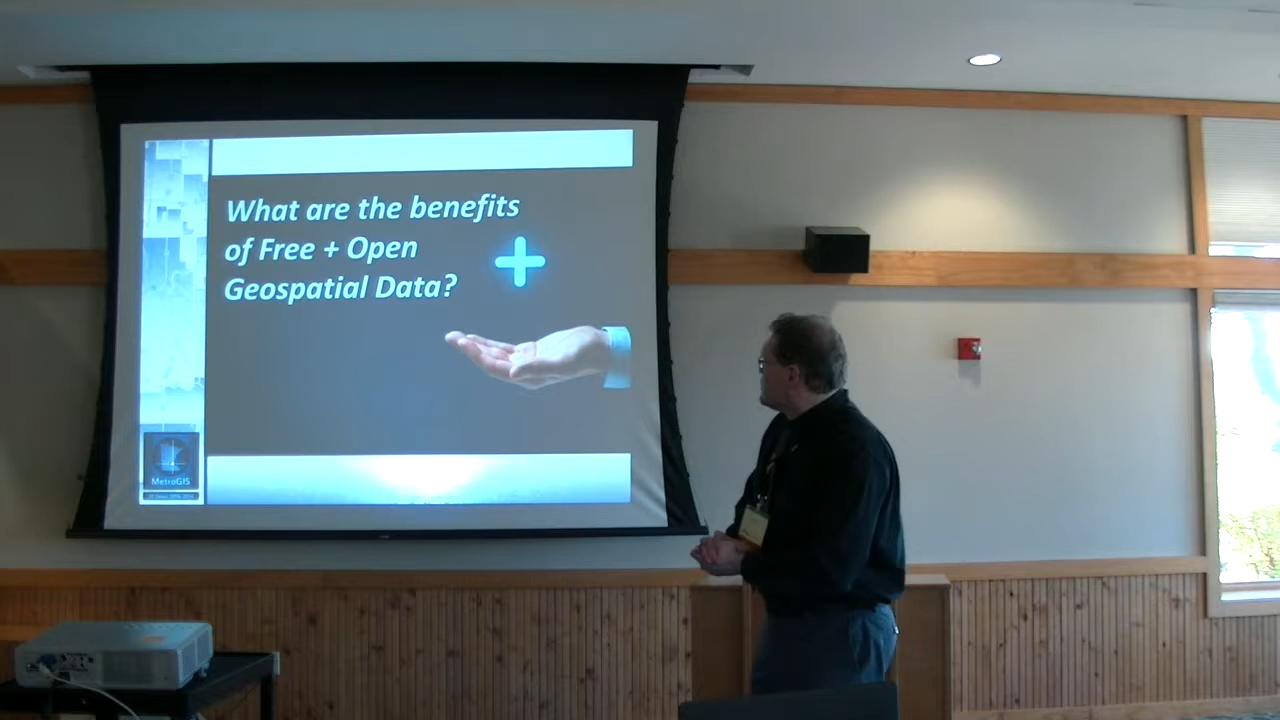 What are the benefits
of Free + Open
Geospatial Data?
MetroGIS